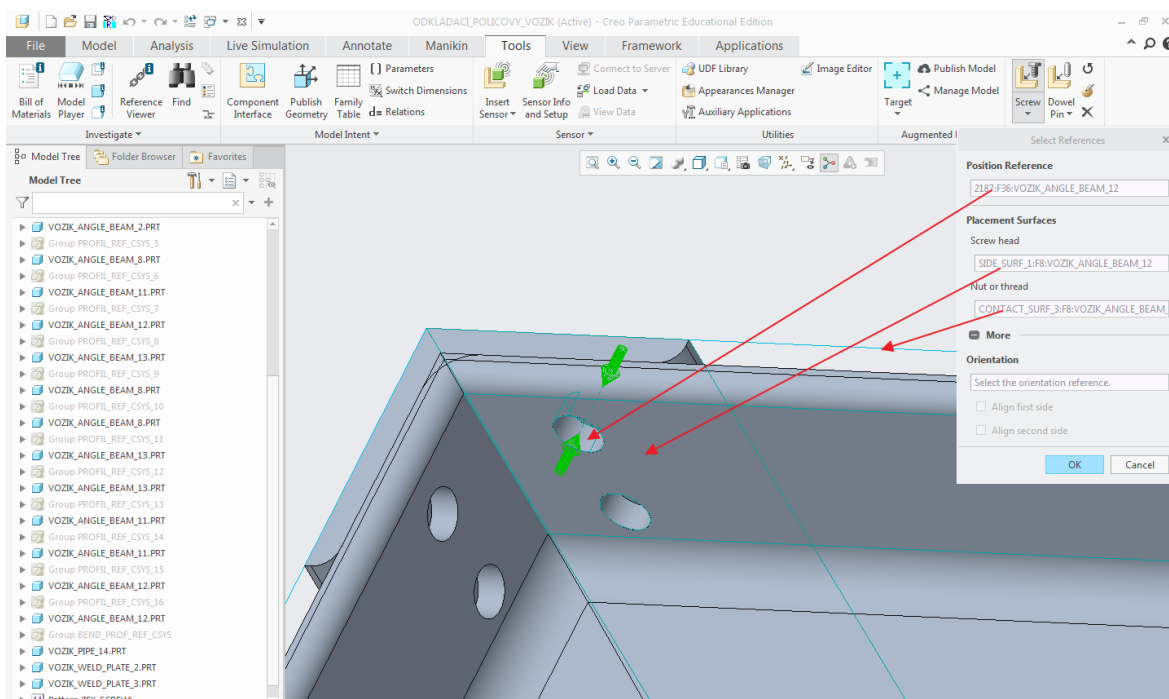 ODKLADACI_POLICOVY_VOZIK (Active) - Creo Parametric Educational Edition
File Model Analysis Live Simulation Annotate Manikin Tools View Framework Applications
Bill of Materials
Model Player
Reference Viewer
Find
Component Interface
Publish Geometry
Family Table
[ ] Parameters
Switch Dimensions
d= Relations
Insert Sensor
Sensor Info and Setup
Connect to Server
Load Data
View Data
UDF Library
Appearances Manager
Auxiliary Applications
Image Editor
Target
Publish Model
Manage Model
Screw
Dowel Pin
Investigate Model Intent Sensor Utilities
Model Tree Folder Browser Favorites
Model Tree
VOZIK_ANGLE_BEAM_2.PRT
Group PROFIL_REF_CSYS_5
VOZIK_ANGLE_BEAM_8.PRT
Group PROFIL_REF_CSYS_6
VOZIK_ANGLE_BEAM_11.PRT
Group PROFIL_REF_CSYS_7
VOZIK_ANGLE_BEAM_12.PRT
Group PROFIL_REF_CSYS_8
VOZIK_ANGLE_BEAM_13.PRT
Group PROFIL_REF_CSYS_9
VOZIK_ANGLE_BEAM_8.PRT
Group PROFIL_REF_CSYS_10
VOZIK_ANGLE_BEAM_8.PRT
Group PROFIL_REF_CSYS_11
VOZIK_ANGLE_BEAM_13.PRT
Group PROFIL_REF_CSYS_12
VOZIK_ANGLE_BEAM_13.PRT
Group PROFIL_REF_CSYS_13
VOZIK_ANGLE_BEAM_11.PRT
Group PROFIL_REF_CSYS_14
VOZIK_ANGLE_BEAM_11.PRT
Group PROFIL_REF_CSYS_15
VOZIK_ANGLE_BEAM_12.PRT
Group PROFIL_REF_CSYS_16
VOZIK_ANGLE_BEAM_12.PRT
Group BEND_PROF_REF_CSYS
VOZIK_PIPE_14.PRT
VOZIK_WELD_PLATE_2.PRT
VOZIK_WELD_PLATE_3.PRT
Select References
Position Reference
2187:F36:VOZIK_ANGLE_BEAM_12
Placement Surfaces
Screw head
SIDE_SURF_1:F8:VOZIK_ANGLE_BEAM_12
Nut or thread
CONTACT_SURF_3:F8:VOZIK_ANGLE_BEAM_
More
Orientation
Select the orientation reference.
Align first side
Align second side
OK Cancel